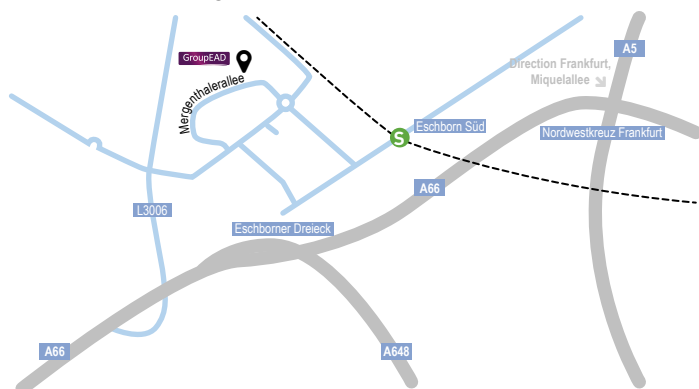 A5
GroupEAD
Direction Frankfurt,
Miquelallee
Mergenthalerallee
S
Eschborn Süd
Nordwestkreuz Frankfurt
A66
L3006
Eschborner Dreieck
A66
A648